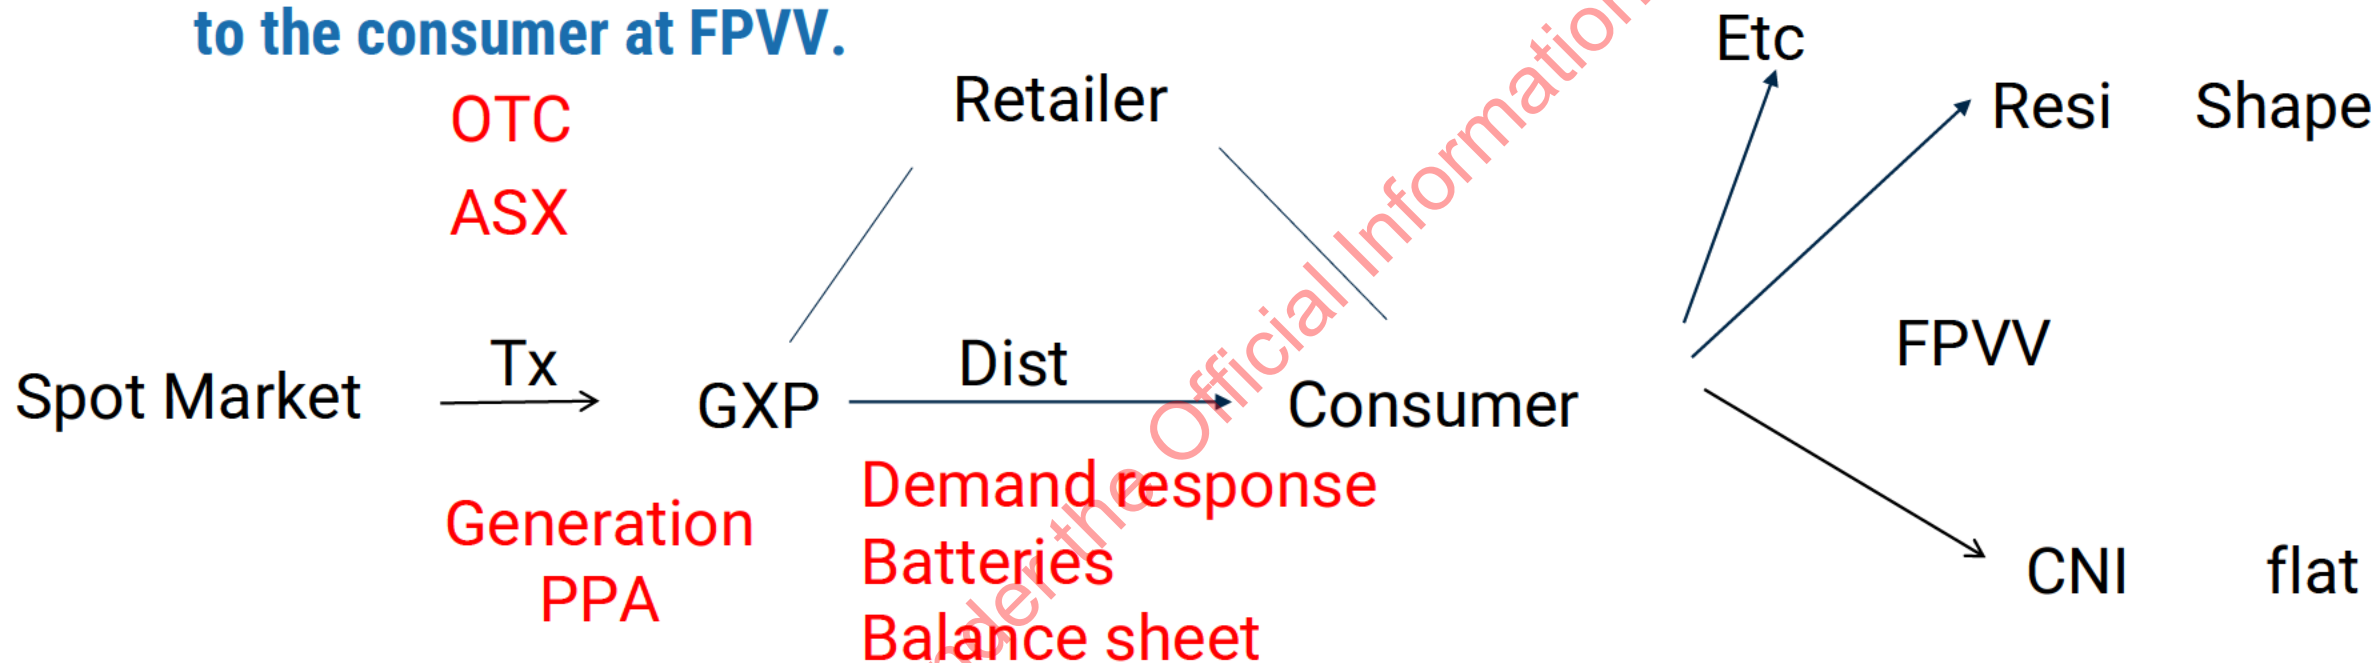 to the consumer at FPVV.
OTC
ASX
Retailer
Etc
Resi Shape
Spot Market
Tx
GXP
Dist
Consumer
FPVV
Generation
PPA
Demand response
Batteries
Balance sheet
CNI flat
the Official Information